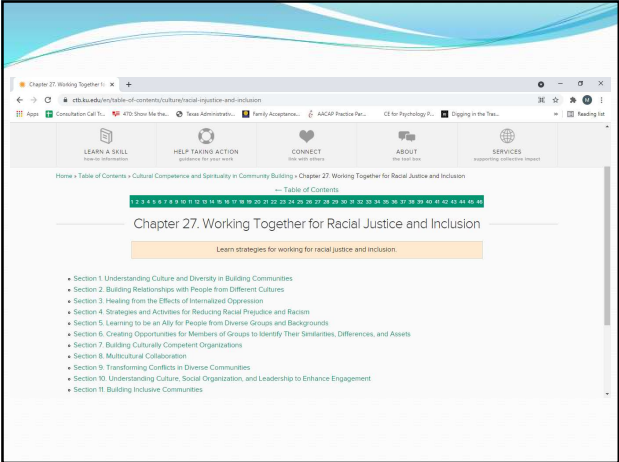 Chapter 27. Working Together fo
ctb.ku.edu/en/table-of-contents/culture/racial-injustice-and-inclusion
Apps Consultation Call Tr... 4TD: Show Me the... Texas Administrativ... Family Acceptance... AACAP Practice Par... CE for Psychology P... Digging in the Tras... » Reading list
LEARN A SKILL HELP TAKING ACTION CONNECT ABOUT SERVICES
how-to information guidance for your work link with others the tool box supporting collective impact
Home » Table of Contents » Cultural Competence and Spirituality in Community Building » Chapter 27. Working Together for Racial Justice and Inclusion
← Table of Contents
1 2 3 4 5 6 7 8 9 10 11 12 13 14 15 16 17 18 19 20 21 22 23 24 25 26 27 28 29 30 31 32 33 34 35 36 37 38 39 40 41 42 43 44 45 46
Chapter 27. Working Together for Racial Justice and Inclusion
Learn strategies for working for racial justice and inclusion.
Section 1. Understanding Culture and Diversity in Building Communities
Section 2. Building Relationships with People from Different Cultures
Section 3. Healing from the Effects of Internalized Oppression
Section 4. Strategies and Activities for Reducing Racial Prejudice and Racism
Section 5. Learning to be an Ally for People from Diverse Groups and Backgrounds
Section 6. Creating Opportunities for Members of Groups to Identify Their Similarities, Differences, and Assets
Section 7. Building Culturally Competent Organizations
Section 8. Multicultural Collaboration
Section 9. Transforming Conflicts in Diverse Communities
Section 10. Understanding Culture, Social Organization, and Leadership to Enhance Engagement
Section 11. Building Inclusive Communities